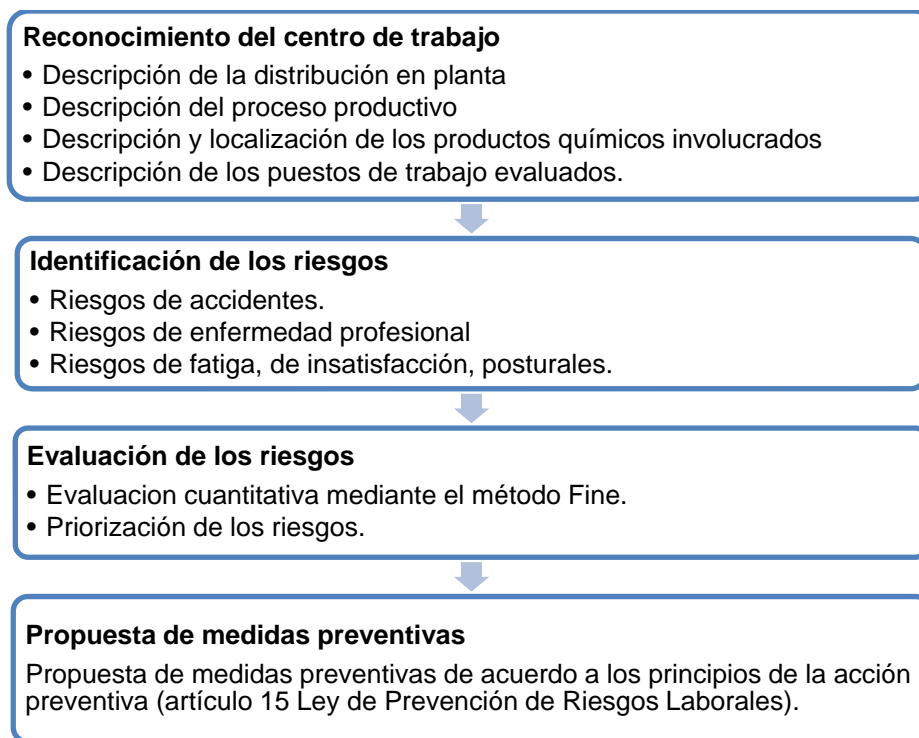 Reconocimiento del centro de trabajo
• Descripción de la distribución en planta
• Descripción del proceso productivo
• Descripción y localización de los productos químicos involucrados
• Descripción de los puestos de trabajo evaluados.
Identificación de los riesgos
• Riesgos de accidentes.
• Riesgos de enfermedad profesional
• Riesgos de fatiga, de insatisfacción, posturales.
Evaluación de los riesgos
• Evaluacion cuantitativa mediante el método Fine.
• Priorización de los riesgos.
Propuesta de medidas preventivas
Propuesta de medidas preventivas de acuerdo a los principios de la acción
preventiva (artículo 15 Ley de Prevención de Riesgos Laborales).